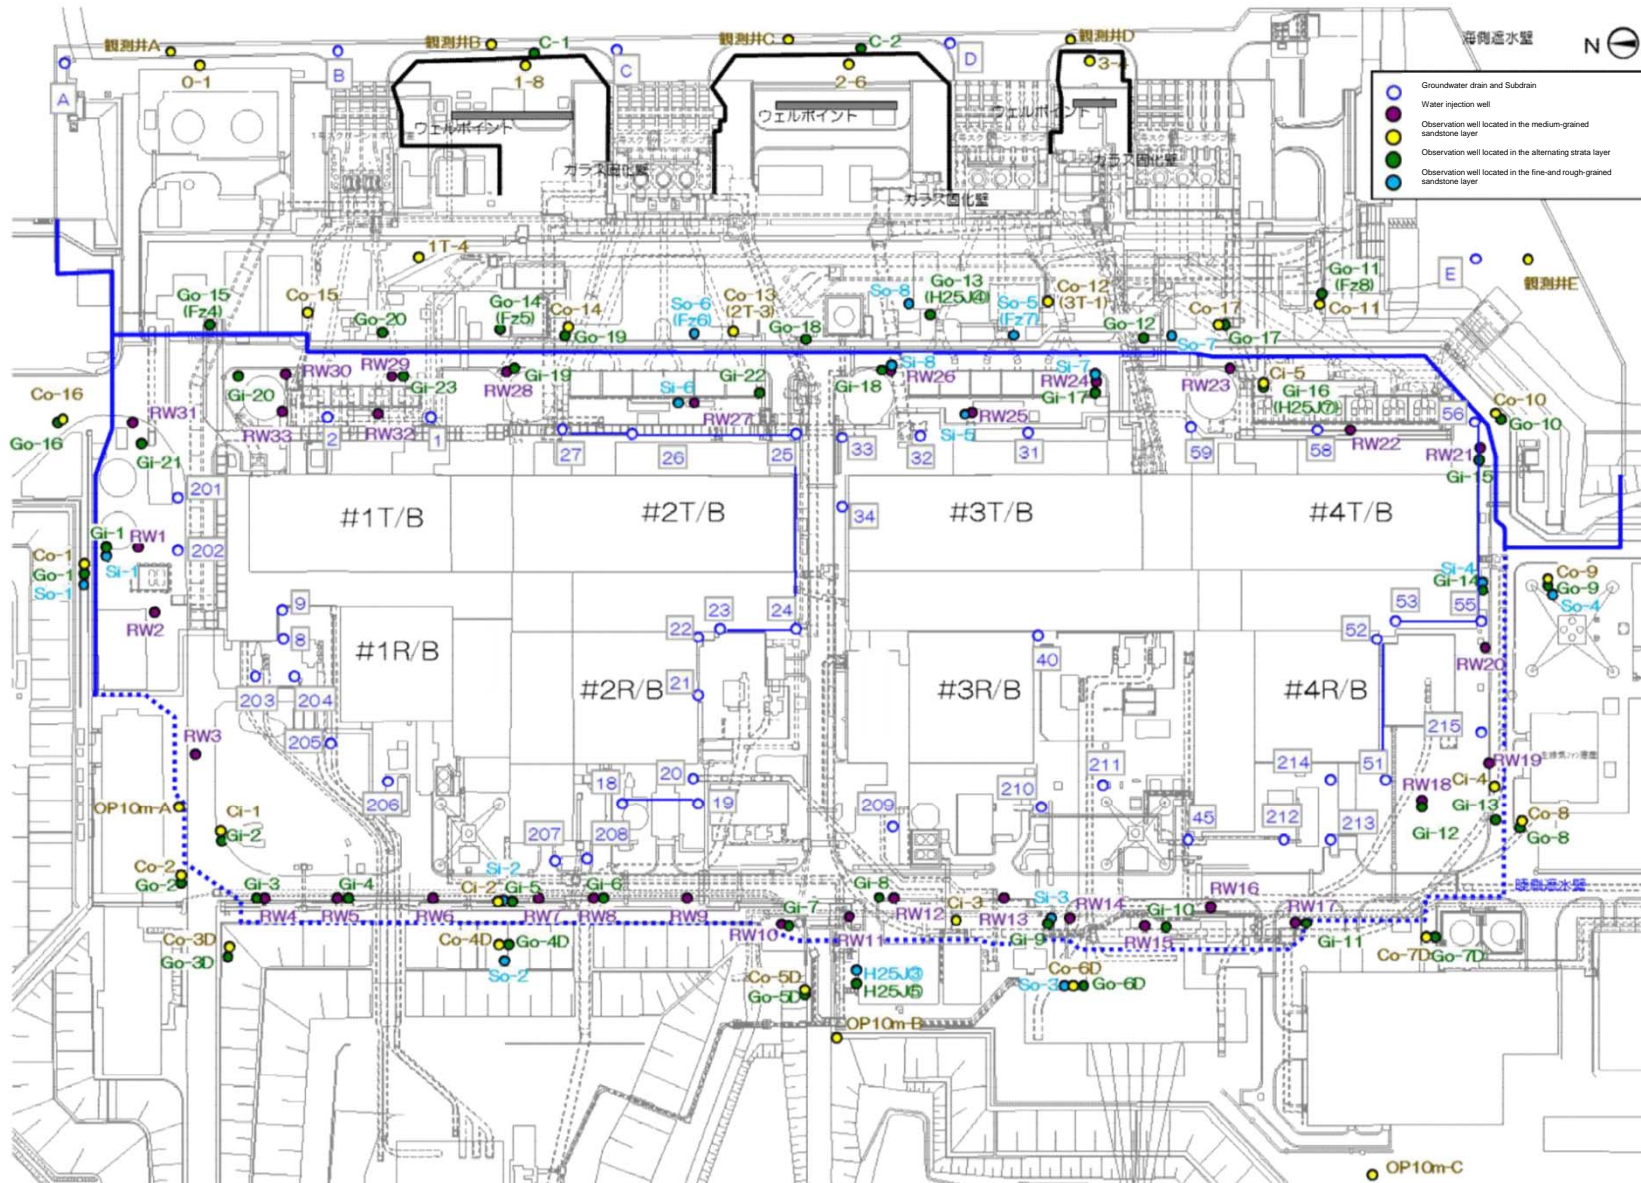 海側遮水壁
N
Groundwater drain and Subdrain
Water injection well
Observation well located in the medium-grained
sandstone layer
Observation well located in the alternating strata layer
Observation well located in the fine-and rough-grained
sandstone layer
観測井A
観測井B
C-1
観測井C
C-2
観測井D
A
O-1
B
1-8
C
2-6
D
3-4
ウェルポイント
ウェルポイント
ウェルポイント
ガラス固化壁
ガラス固化壁
ガラス固化壁
1T-4
E
観測井E
Go-15
(Fz4)
Co-15
Go-20
Go-14
(Fz5)
Co-14
Go-19
So-6
(Fz6)
Co-13
(2T-3)
Go-18
So-8
Go-13
(H25J④)
So-5
(Fz7)
Co-12
(3T-1)
Go-12
So-7
Co-17
Go-17
Go-11
(Fz8)
Co-11
Co-16
Go-16
RW31
Gi-21
Gi-20
RW30
RW33
RW29
Gi-23
RW32
2
1
RW28
Gi-19
Si-6
RW27
Gi-22
27
26
25
Gi-18
Si-8
RW26
Si-5
RW25
33
32
31
Si-7
RW24
Gi-17
RW23
Ci-5
Gi-16
(H25J⑦)
59
58
RW22
56
Co-10
Go-10
RW21
Gi-15
201
202
34
#1T/B
#2T/B
#3T/B
#4T/B
Co-1
Go-1
So-1
Gi-1
Si-1
RW1
RW2
Si-4
Gi-14
Co-9
Go-9
So-4
9
8
22
23
24
21
40
52
53
55
RW20
#1R/B
#2R/B
#3R/B
#4R/B
203
204
205
206
RW3
OP10m-A
Ci-1
Gi-2
Co-2
Go-2
18
20
19
207
208
209
210
211
45
212
213
214
51
215
RW18
Gi-12
RW19
Ci-4
Gi-13
Co-8
Go-8
陸側遮水壁
Gi-3
RW4
Gi-4
RW5
RW6
Si-2
Ci-2
Gi-5
RW7
Gi-6
RW8
RW9
Gi-7
RW10
RW11
Gi-8
RW12
Ci-3
RW13
Si-3
Gi-9
RW14
Gi-10
RW15
RW16
RW17
Gi-11
Co-3D
Go-3D
Co-4D
Go-4D
So-2
Co-5D
Go-5D
H25J③
H25J⑤
Co-6D
So-3
Go-6D
Co-7D
Go-7D
OP10m-B
OP10m-C